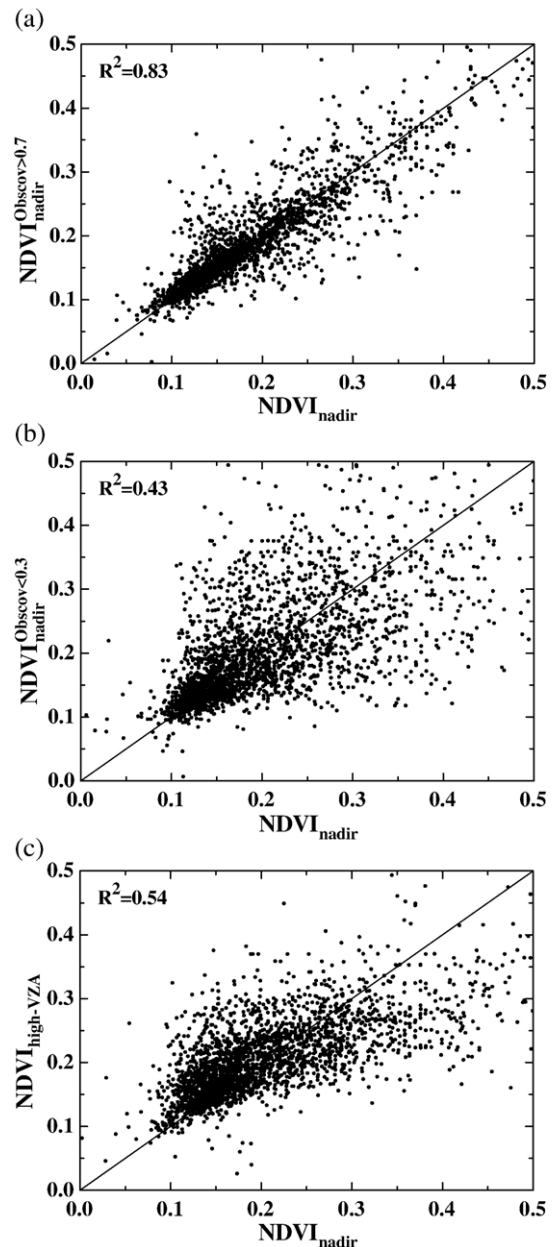 (a)
0.5
R²=0.83
0.4
0.3
0.2
0.1
0.0
NDVI^Obscov>0.7_nadir
0.0 0.1 0.2 0.3 0.4 0.5
NDVI_nadir
(b)
0.5
R²=0.43
0.4
0.3
0.2
0.1
0.0
NDVI^Obscov<0.3_nadir
0.0 0.1 0.2 0.3 0.4 0.5
NDVI_nadir
(c)
0.5
R²=0.54
0.4
0.3
0.2
0.1
0.0
NDVI_high-VZA
0.0 0.1 0.2 0.3 0.4 0.5
NDVI_nadir